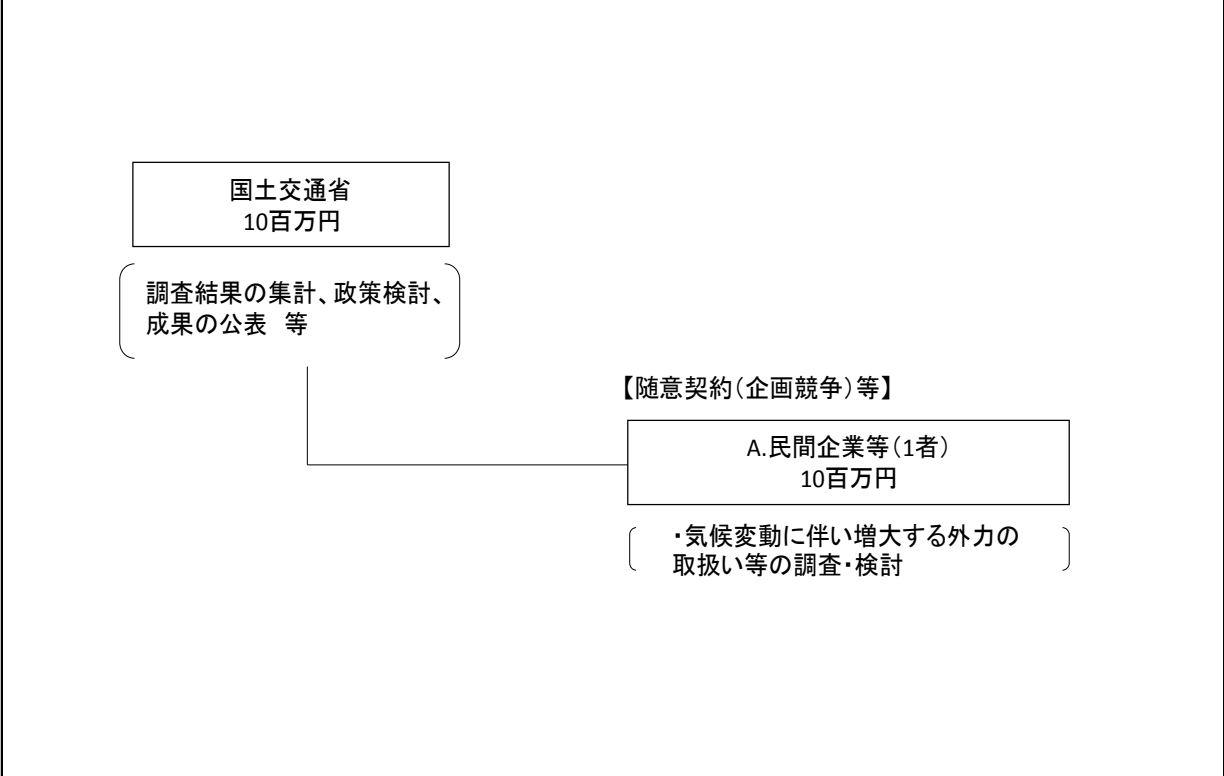 国土交通省
10百万円
調査結果の集計、政策検討、
成果の公表　等
【随意契約（企画競争）等】
A.民間企業等（1者）
10百万円
・気候変動に伴い増大する外力の
取扱い等の調査・検討